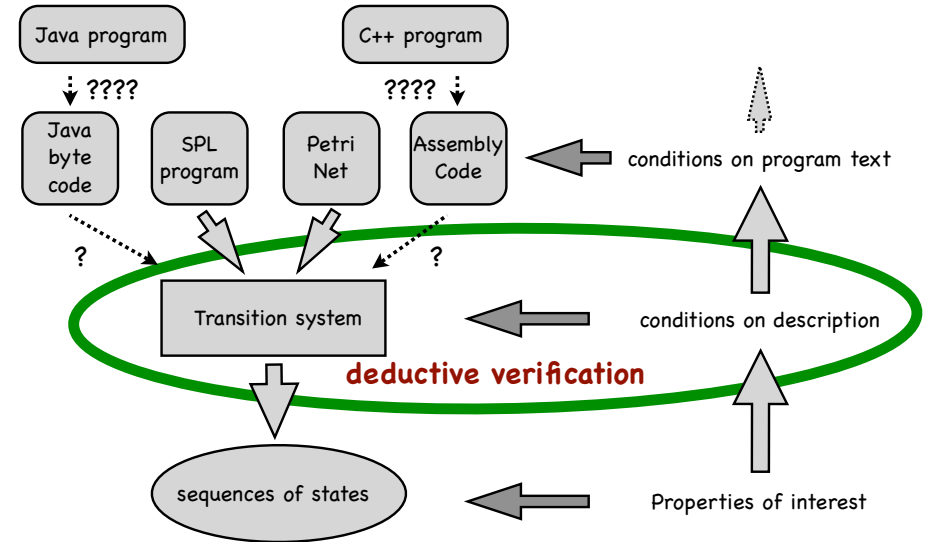 Java program
C++ program
????
????
Java
byte
code
SPL
program
Petri
Net
Assembly
Code
conditions on program text
?
?
Transition system
conditions on description
deductive verification
sequences of states
Properties of interest